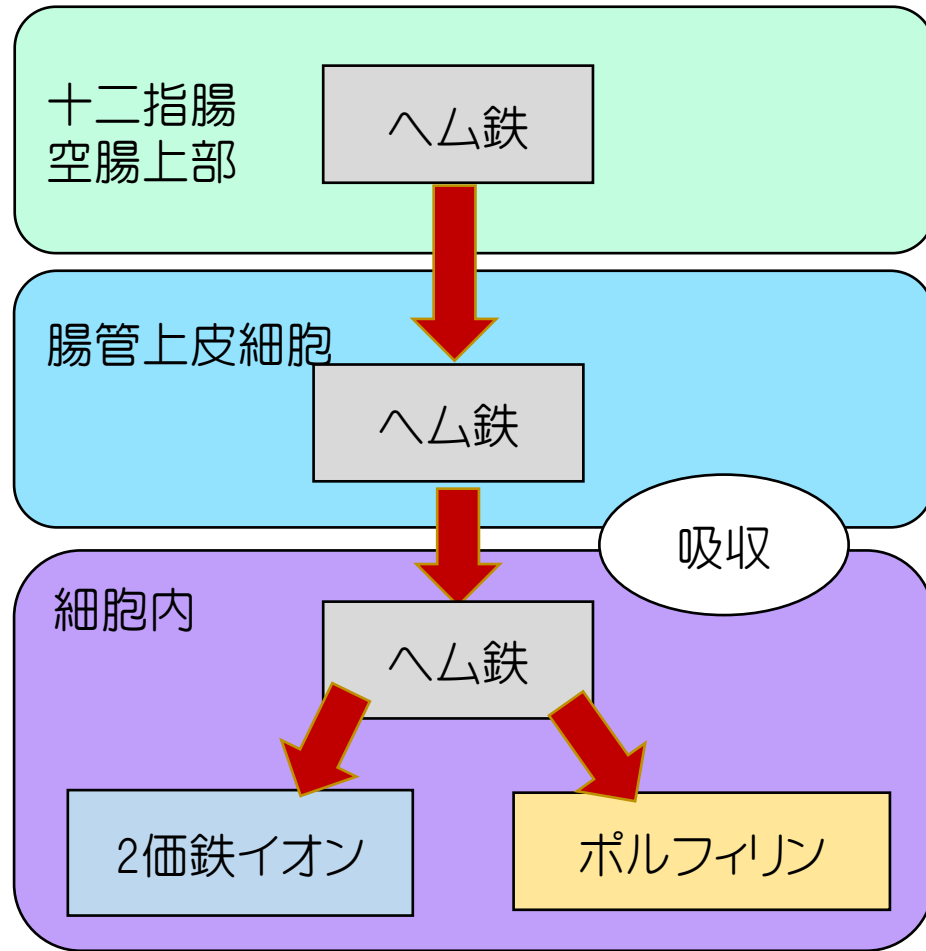 十二指腸
空腸上部
ヘム鉄
腸管上皮細胞
ヘム鉄
吸収
細胞内
ヘム鉄
2価鉄イオン
ポルフィリン